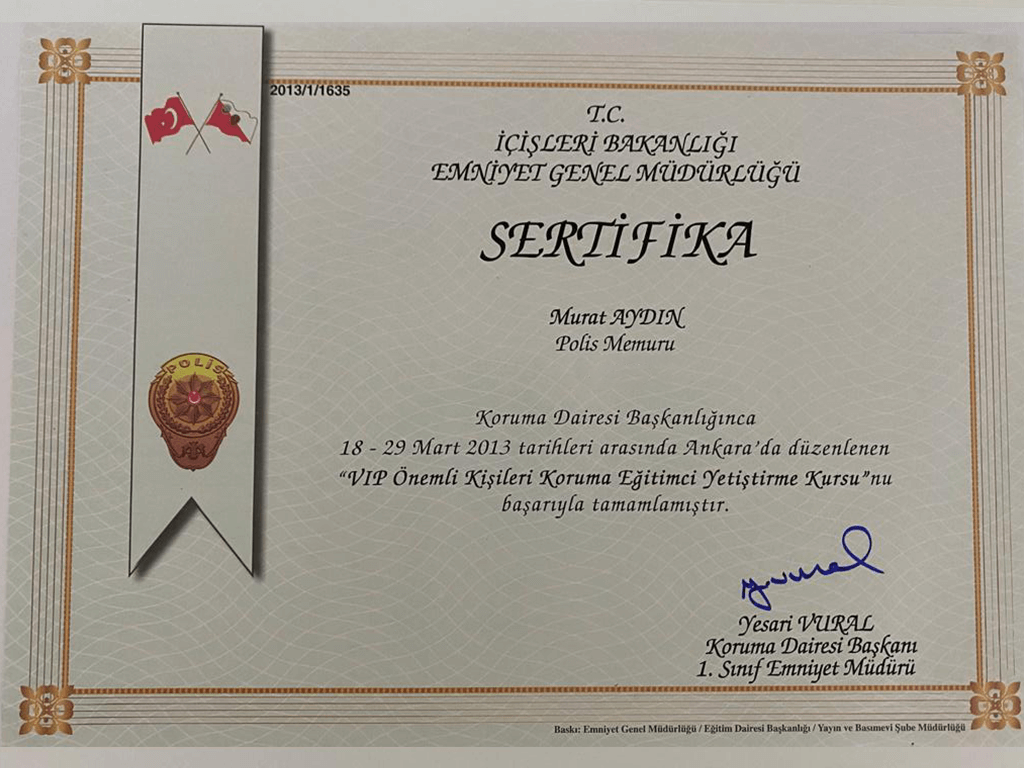 2013/1/1635
T.C.
İÇİŞLERİ BAKANLIĞI
EMNİYET GENEL MÜDÜRLÜĞÜ
SERTİFİKA
Murat AYDIN
Polis Memuru
POLİS
Koruma Dairesi Başkanlığınca
18 - 29 Mart 2013 tarihleri arasında Ankara'da düzenlenen
“VIP Önemli Kişileri Koruma Eğitimci Yetiştirme Kursu”nu
başarıyla tamamlamıştır.
Yesari VURAL
Koruma Dairesi Başkanı
1. Sınıf Emniyet Müdürü
Baskı: Emniyet Genel Müdürlüğü / Eğitim Dairesi Başkanlığı / Yayın ve Basımevi Şube Müdürlüğü